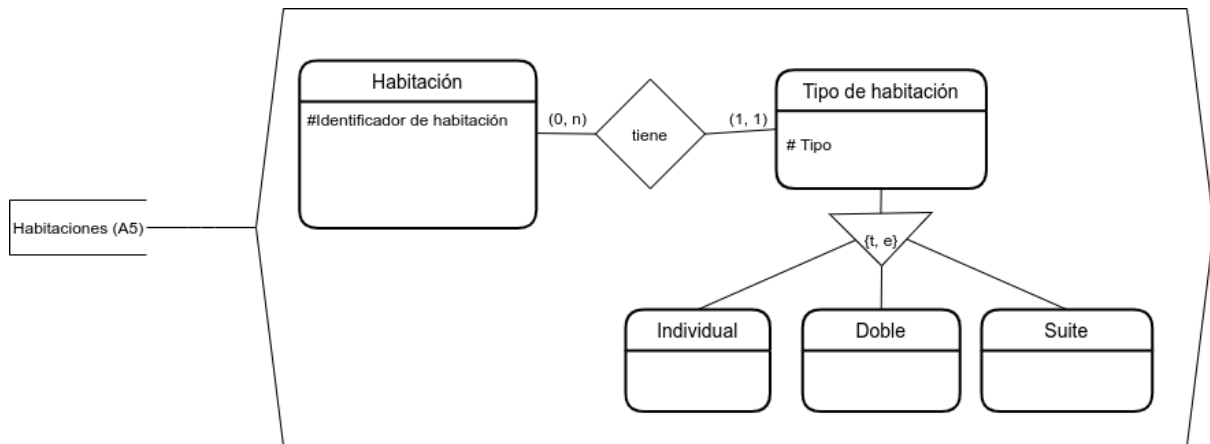 Habitación
#Identificador de habitación
(0, n)
tiene
(1, 1)
Tipo de habitación
# Tipo
Habitaciones (A5)
{t, e}
Individual
Doble
Suite